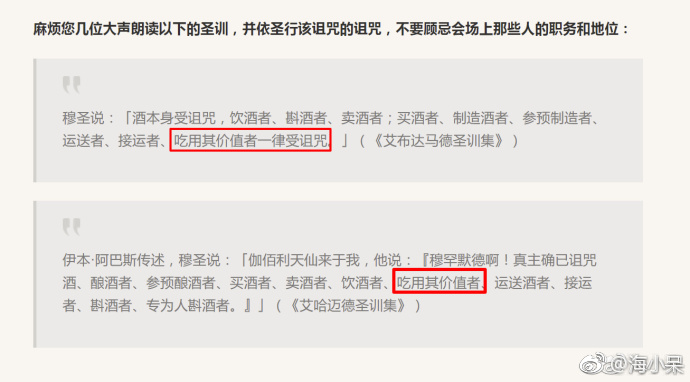 麻烦您几位大声朗读以下的圣训，并依圣行该诅咒的诅咒，不要顾忌会场上那些人的职务和地位：
穆圣说：「酒本身受诅咒，饮酒者、斟酒者、卖酒者；买酒者、制造酒者、参预制造者、
运送者、接运者、吃用其价值者一律受诅咒。」（《艾布达马德圣训集》）
伊本·阿巴斯传述，穆圣说：「伽佰利天仙来于我，他说：『穆罕默德啊！真主确已诅咒
酒、酿酒者、参预酿酒者、买酒者、卖酒者、饮酒者、吃用其价值者、运送酒者、接运
者、斟酒者、专为人斟酒者。』」（《艾哈迈德圣训集》）
@海小呆